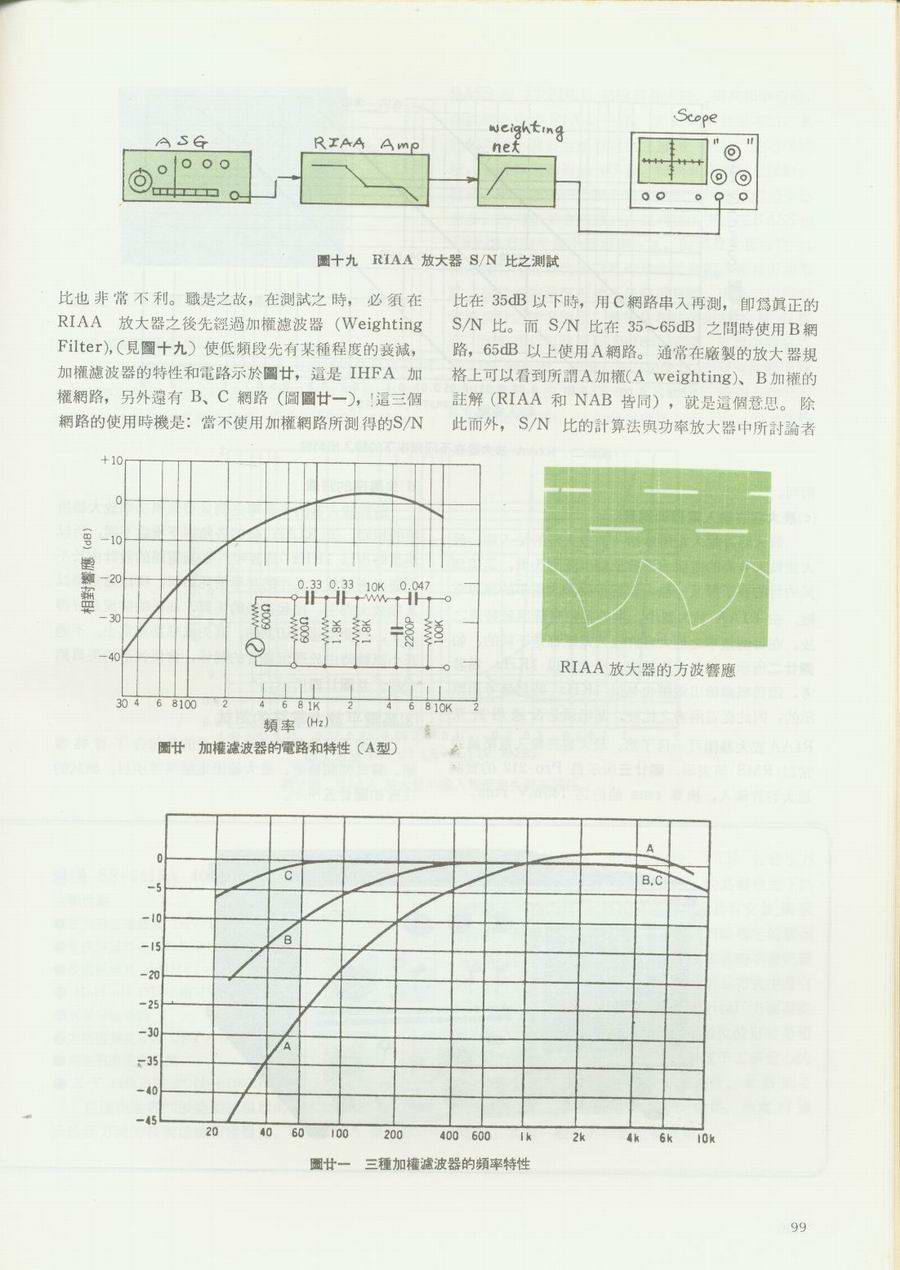 ASG
RIAA Amp
weighting
net
Scope
圖十九 RIAA 放大器 S/N 比之測試
比也非常不利。職是之故，在測試之時， 必須在
RIAA 放大器之後先經過加權濾波器 (Weighting
Filter)，(見圖十九) 使低頻段先有某種程度的衰減，
加權濾波器的特性和電路示於圖廿，這是 IHFA 加
權網路，另外還有 B、C 網路 (圖圖廿一)，這三個
網路的使用時機是：當不使用加權網路所測得的S/N
比在 35dB 以下時，用C網路串入再測，即爲眞正的
S/N 比。而 S/N 比在 35～65dB 之間時使用B網
路，65dB 以上使用A網路。 通常在廠製的放大器規
格上可以看到所謂A加權(A weighting)、B加權的
註解 (RIAA 和 NAB 皆同)，就是這個意思。 除
此而外， S/N 比的計算法與功率放大器中所討論者
+10
0
-10
-20
-30
-40
相對響應 (dB)
0.33 0.33 10K 0.047
600Ω 600Ω 1.8K 1.8K 2200P 100K
30 4 6 8100 2 4 6 8 1K 2 4 6 8 10K 2
頻率 (Hz)
圖廿 加權濾波器的電路和特性 (A型)
RIAA 放大器的方波響應
0
-5
-10
-15
-20
-25
-30
-35
-40
-45
A
B,C
C
B
A
20 40 60 100 200 400 600 1k 2k 4k 6k 10k
圖廿一 三種加權濾波器的頻率特性
99